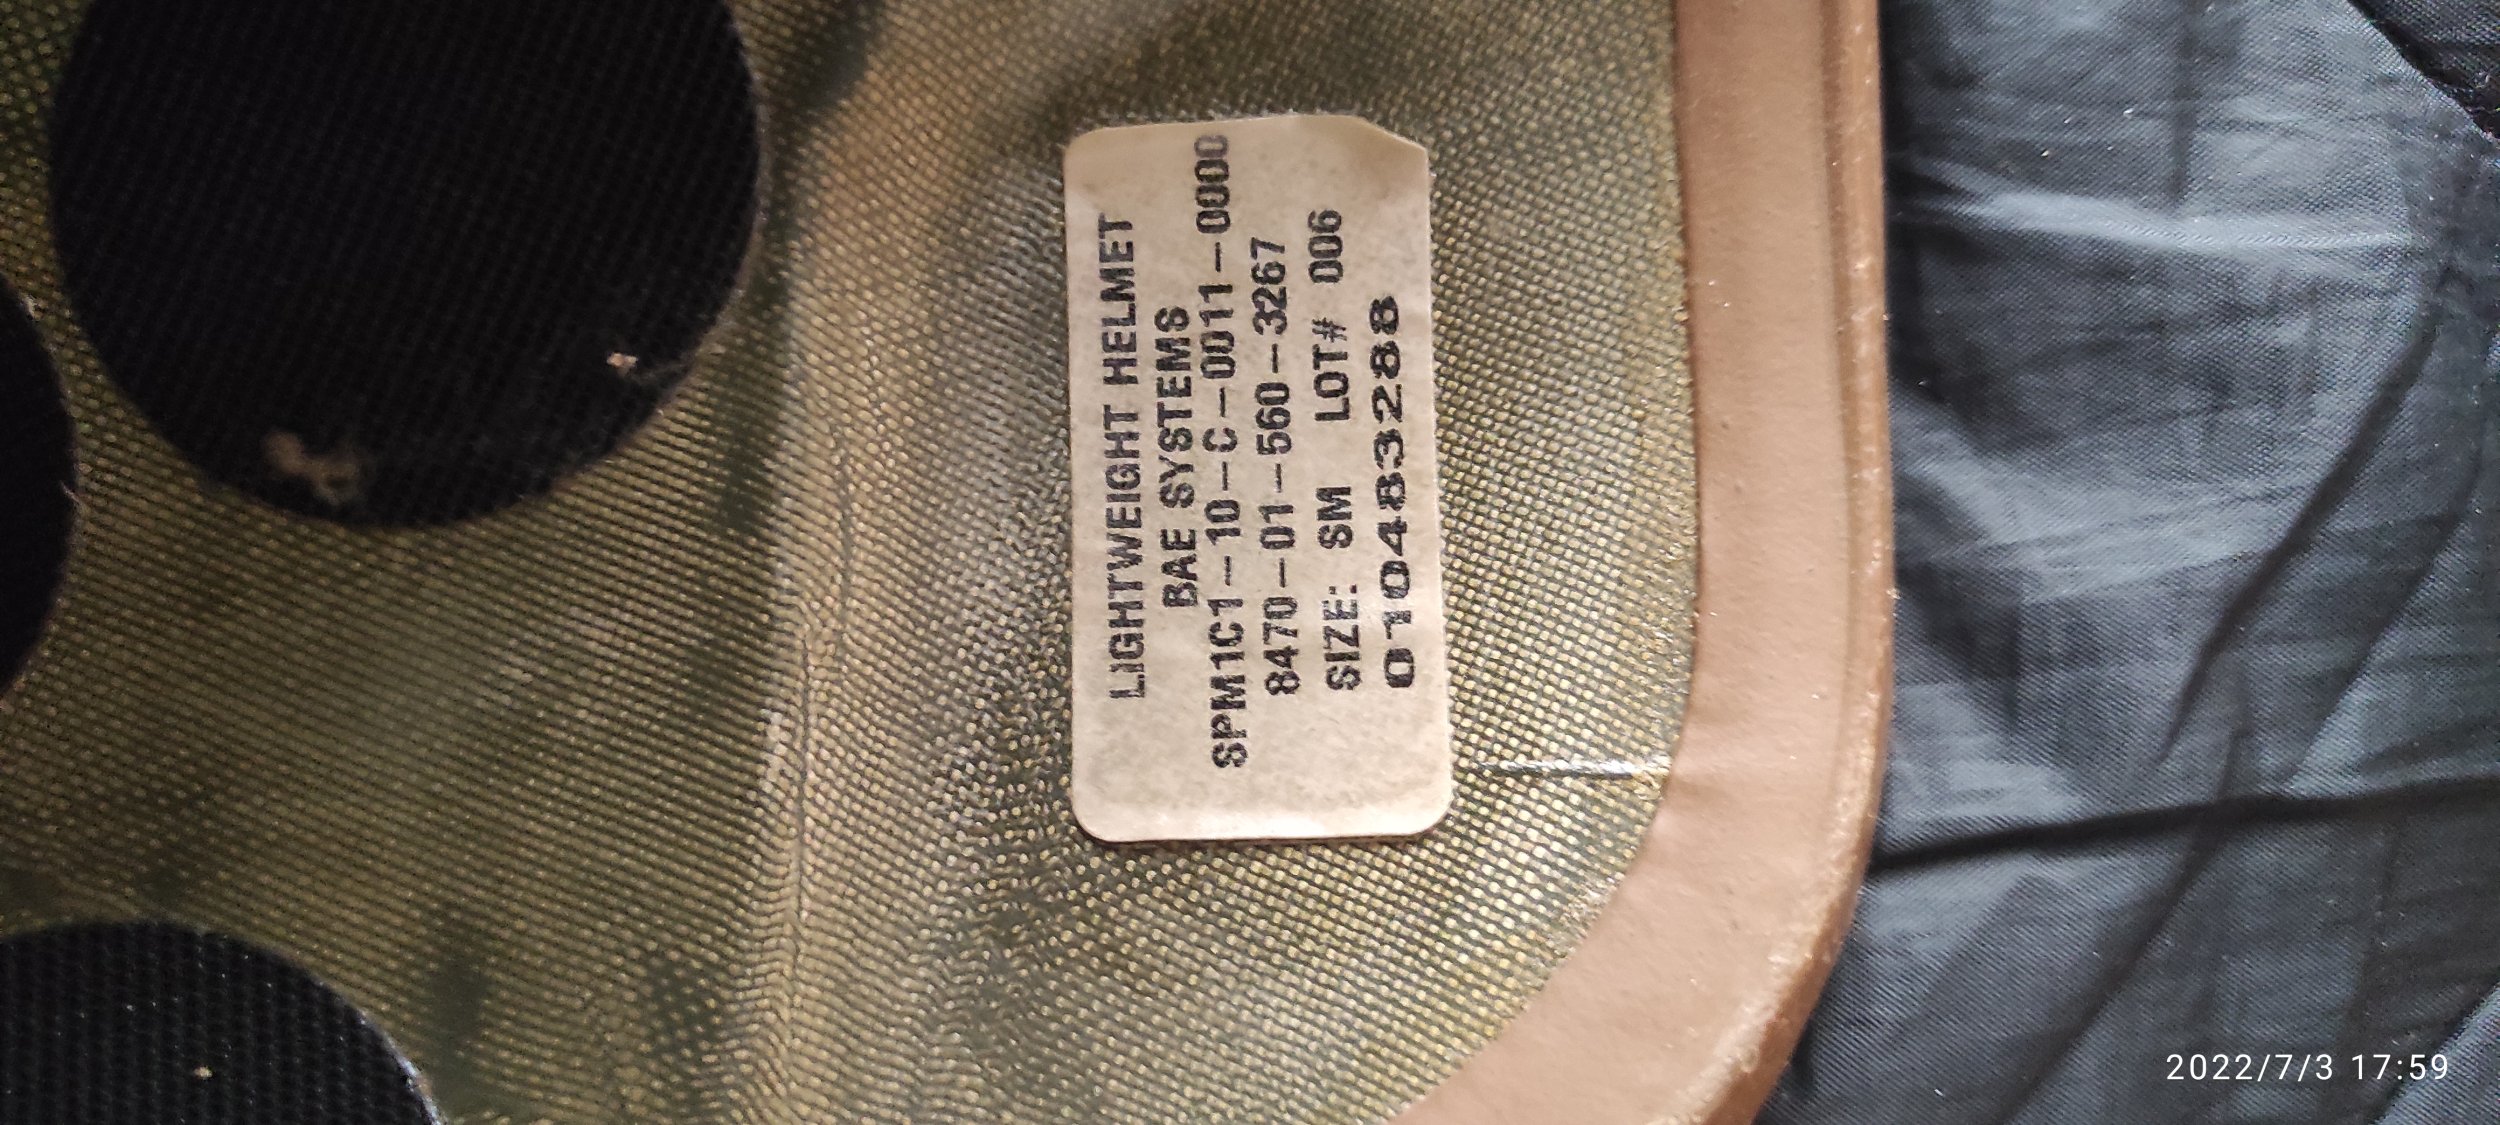 LIGHTWEIGHT HELMET
BAE SYSTEMS
SPM1C1-10-C-0011-0000
8470-01-560-3267
SIZE: SM LOT# 006
0104833288
2022/7/3 17:59